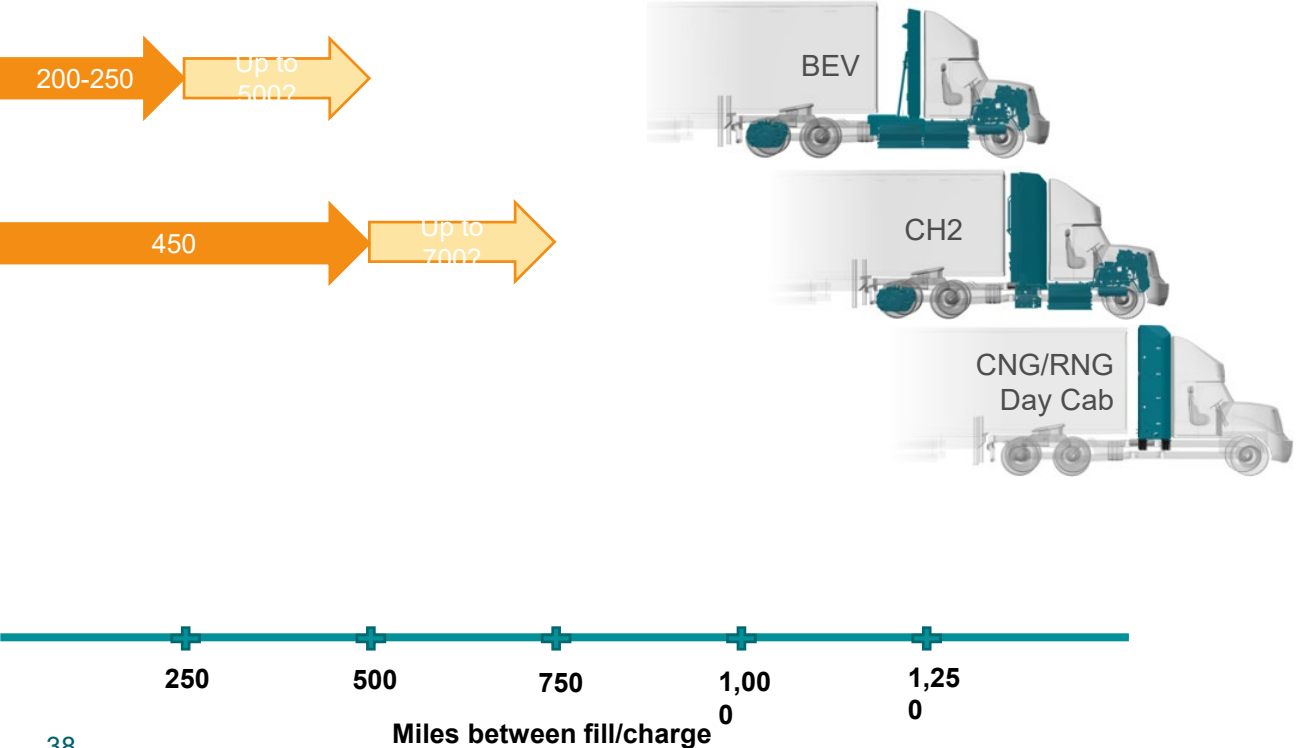 200-250
Up to
500?
BEV
450
Up to
700?
CH2
CNG/RNG
Day Cab
250
500
750
1,00
0
1,25
0
Miles between fill/charge
38